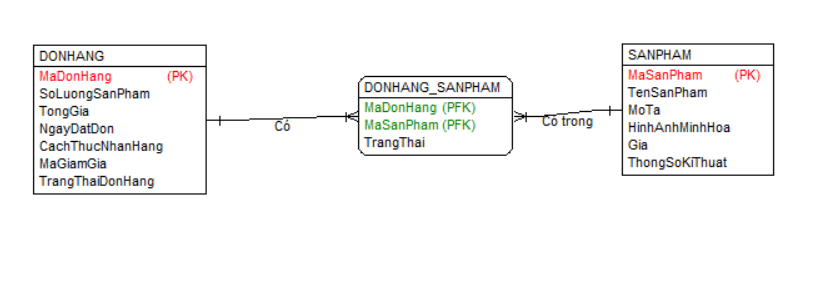 DONHANG
MaDonHang (PK)
SoLuongSanPham
TongGia
NgayDatDon
CachThucNhanHang
MaGiamGia
TrangThaiDonHang
Có
DONHANG_SANPHAM
MaDonHang (PFK)
MaSanPham (PFK)
TrangThai
Có trong
SANPHAM
MaSanPham (PK)
TenSanPham
MoTa
HinhAnhMinhHoa
Gia
ThongSoKiThuat